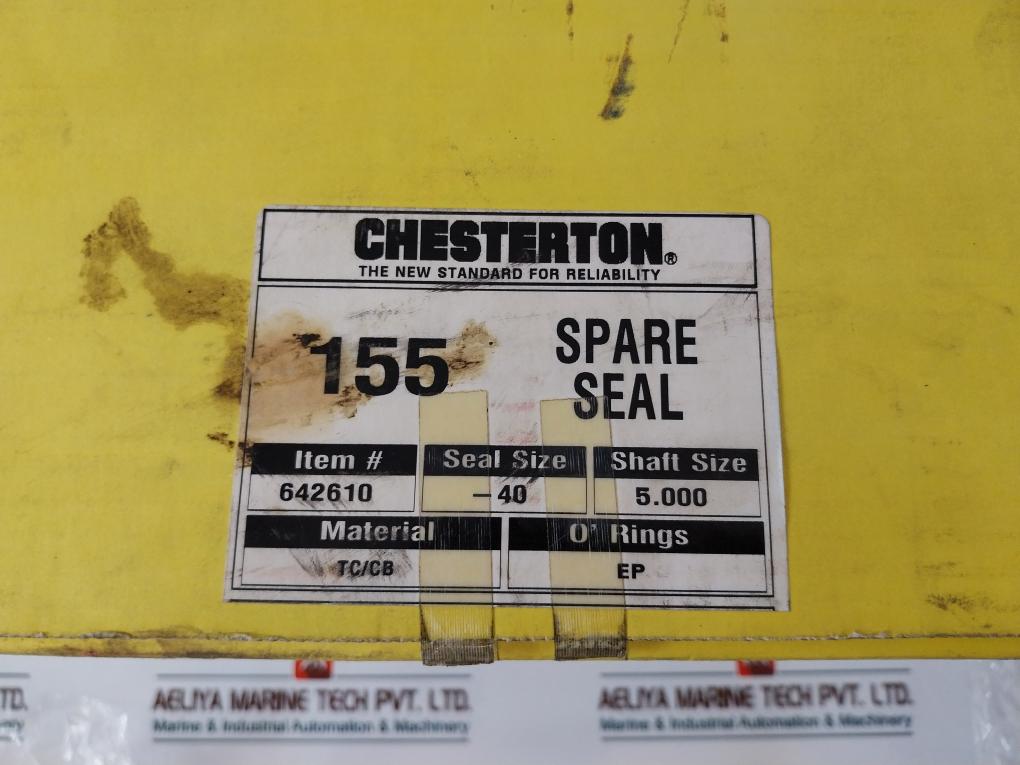 CHESTERTON®
THE NEW STANDARD FOR RELIABILITY
155
SPARE
SEAL
Item # Seal Size Shaft Size
642610 -40 5.000
Material O' Rings
TC/CB EP
AELIYA MARINE TECH PVT. LTD. AELIYA MARINE TECH PVT. LTD.
Marine & Industrial Automation & Machinery Marine & Industrial Automation & Machinery